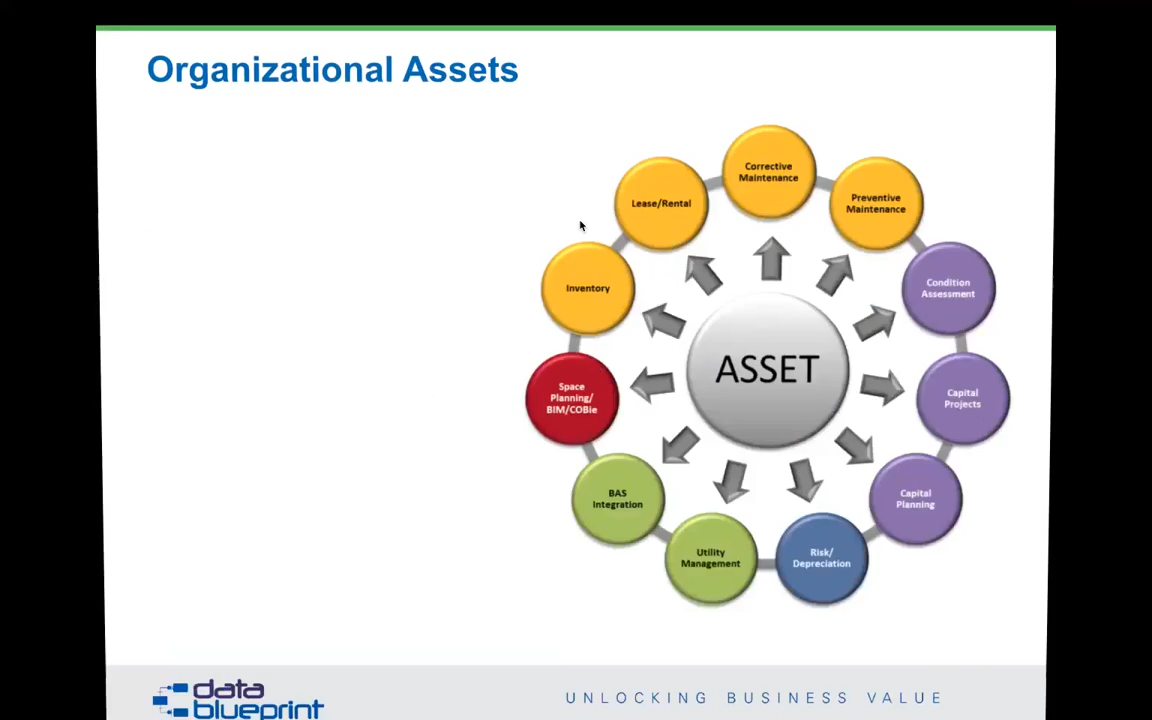 Organizational Assets
Corrective
Maintenance
Lease/Rental
Preventive
Maintenance
Inventory
Condition
Assessment
ASSET
Space
Planning/
BIM/COBie
Capital
Projects
BAS
Integration
Capital
Planning
Utility
Management
Risk/
Depreciation
data
blueprint
UNLOCKING BUSINESS VALUE